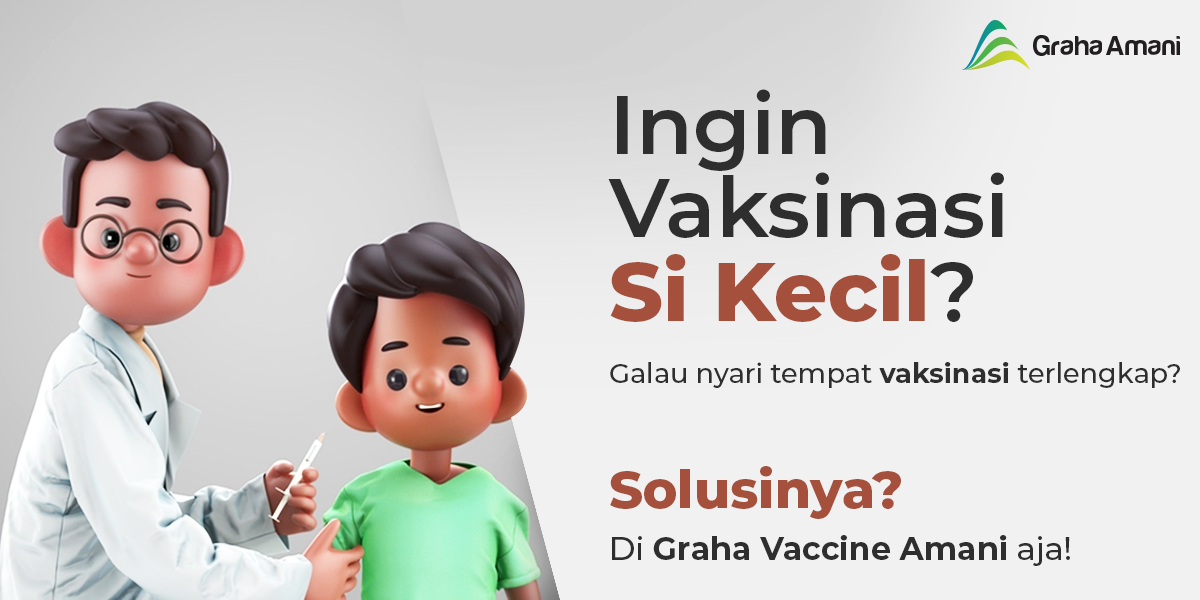 Graha Amani
Ingin
Vaksinasi
Si Kecil?
Galau nyari tempat vaksinasi terlengkap?
Solusinya?
Di Graha Vaccine Amani aja!